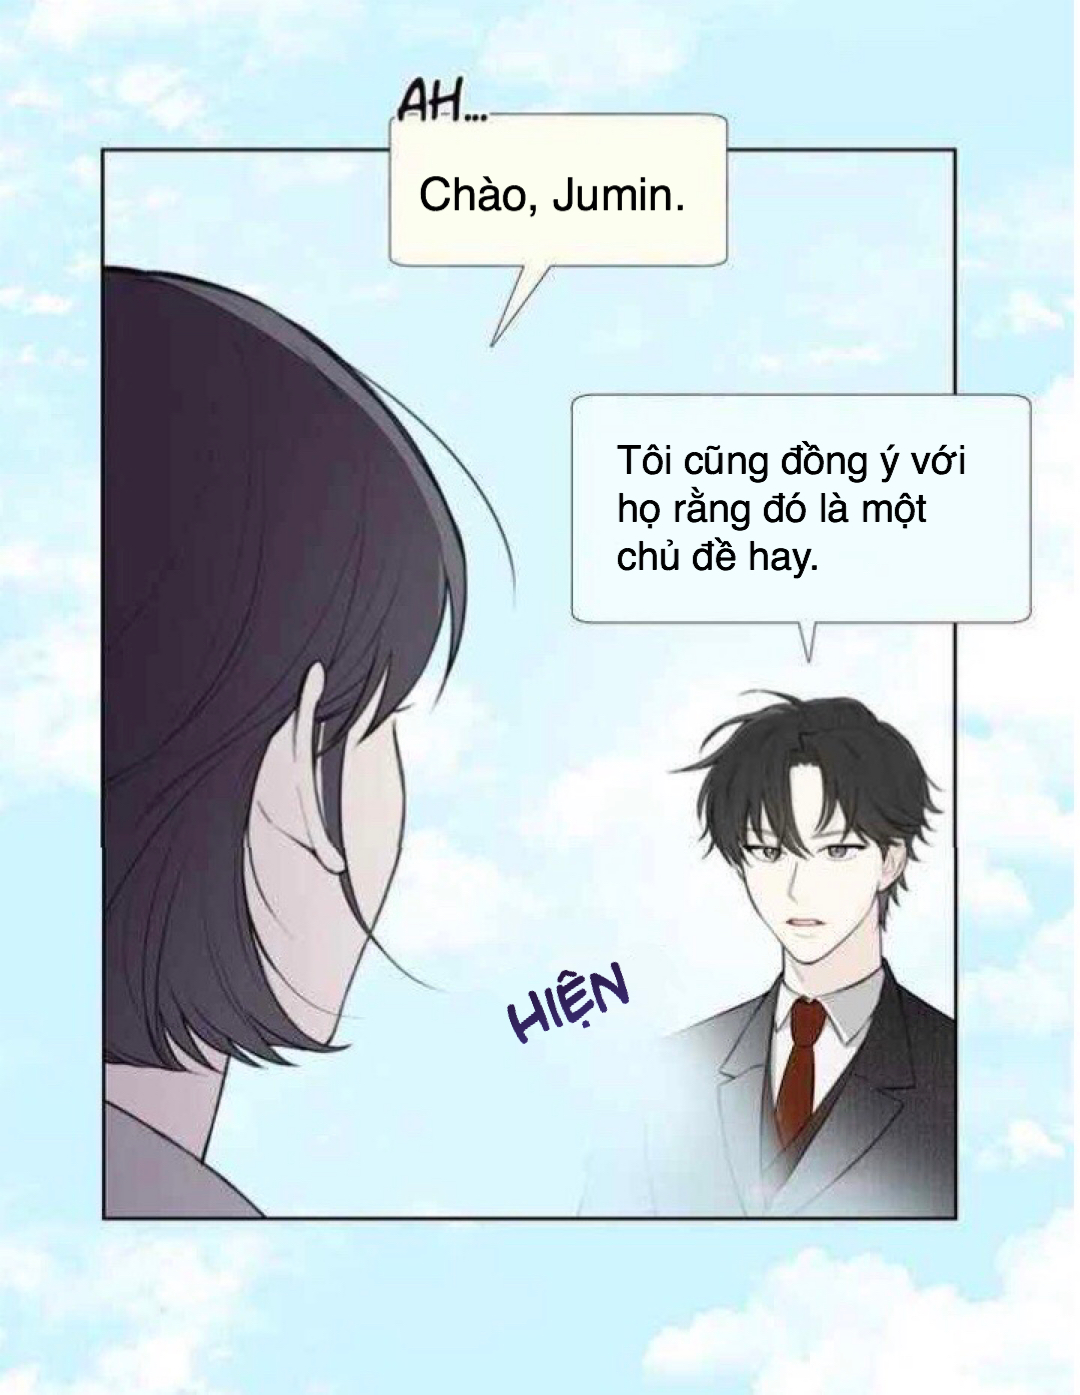 AH...
Chào, Jumin.
Tôi cũng đồng ý với
họ rằng đó là một
chủ đề hay.
HIỆN